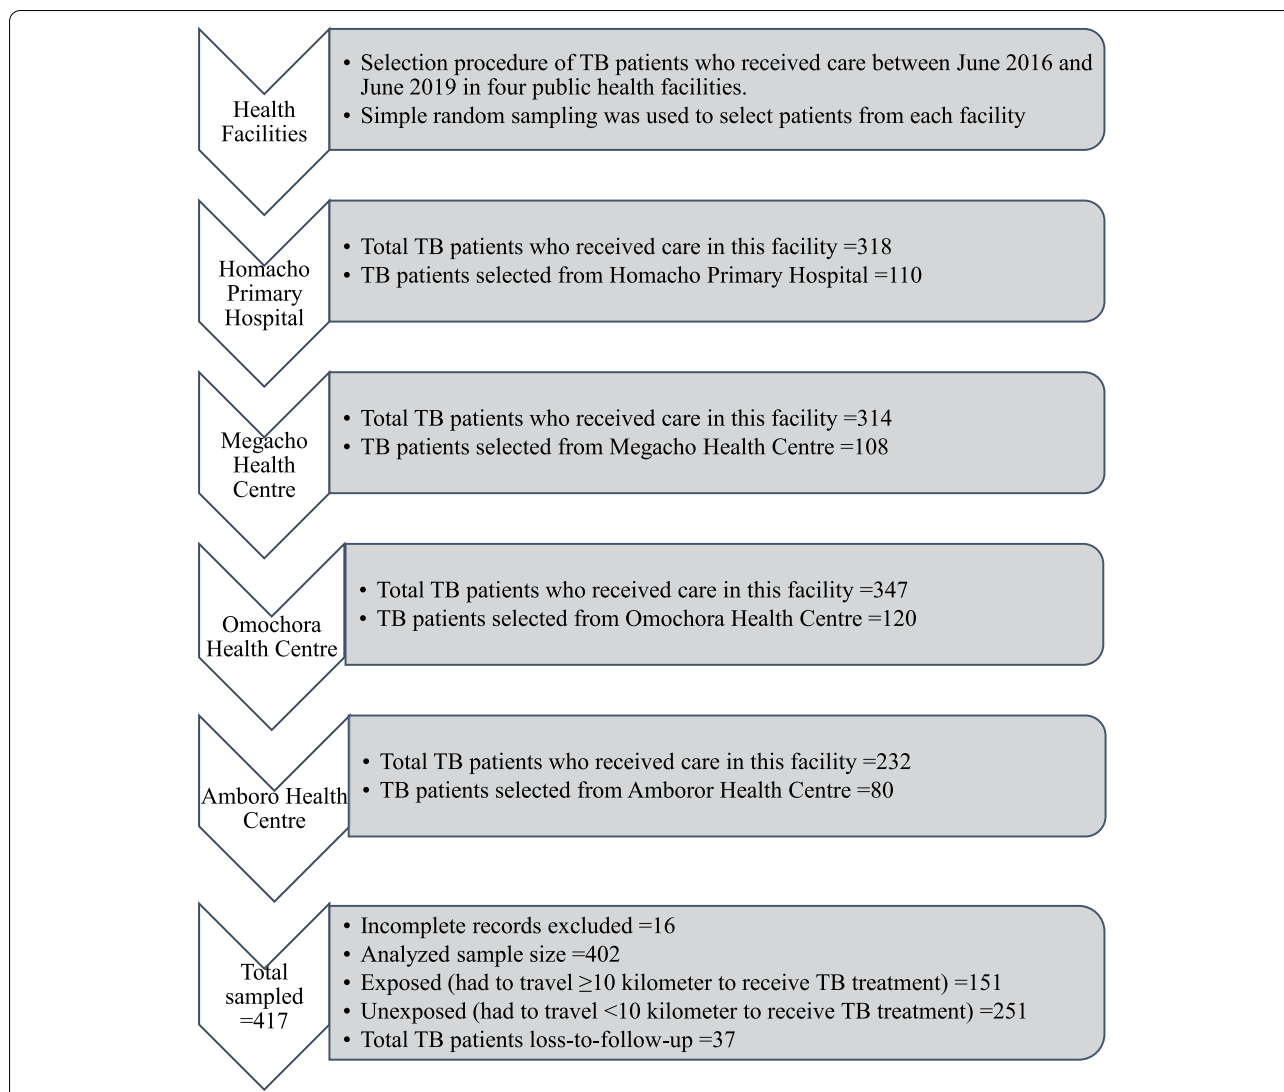 Health
Facilities
• Selection procedure of TB patients who received care between June 2016 and
June 2019 in four public health facilities.
• Simple random sampling was used to select patients from each facility
Homacho
Primary
Hospital
• Total TB patients who received care in this facility =318
• TB patients selected from Homacho Primary Hospital =110
Megacho
Health
Centre
• Total TB patients who received care in this facility =314
• TB patients selected from Megacho Health Centre =108
Omochora
Health Centre
• Total TB patients who received care in this facility =347
• TB patients selected from Omochora Health Centre =120
Amboro Health
Centre
• Total TB patients who received care in this facility =232
• TB patients selected from Amboror Health Centre =80
Total
sampled
=417
• Incomplete records excluded =16
• Analyzed sample size =402
• Exposed (had to travel ≥10 kilometer to receive TB treatment) =151
• Unexposed (had to travel <10 kilometer to receive TB treatment) =251
• Total TB patients loss-to-follow-up =37